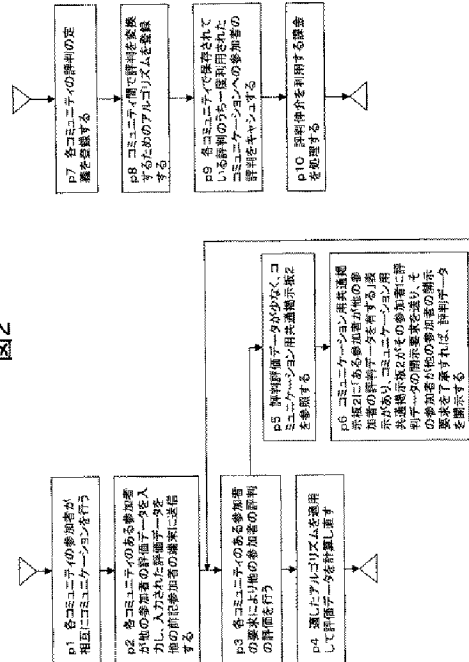 図2
p1 各コミュニティの参加者が
相互にコミュニケーションを行う
p2 各コミュニティのある参加者
が他の参加者の評価データを入
力し、入力された評価データを
他の前記参加者の端末に送信
する
p3 各コミュニティのある参加者
の要求により他の参加者の評判
の評価を行う
p4 適したアルゴリズムを適用
して評価データを計算し直す
p5 評判評価データが少なく、コ
ミュニケーション用共通掲示板2
を参照する
p6 コミュニケーション用共通掲
示板2に「ある参加者が他の参
加者の評判データを有する」表
示があり、コミュニケーション用
共通掲示板2がその参加者に評
判データの開示要求を送り、そ
の参加者が他の参加者の開示
要求を了承すれば、評判データ
を開示する
p7 各コミュニティの評判の定
義を登録する
p8 コミュニティ間で評判を変換
するためのアルゴリズムを登録
する
p9 各コミュニティで保存されて
いる評判のうち一度利用された
コミュニケーションへの参加者の
評判をキャッシュする
p10 評判仲介を利用する課金
を処理する